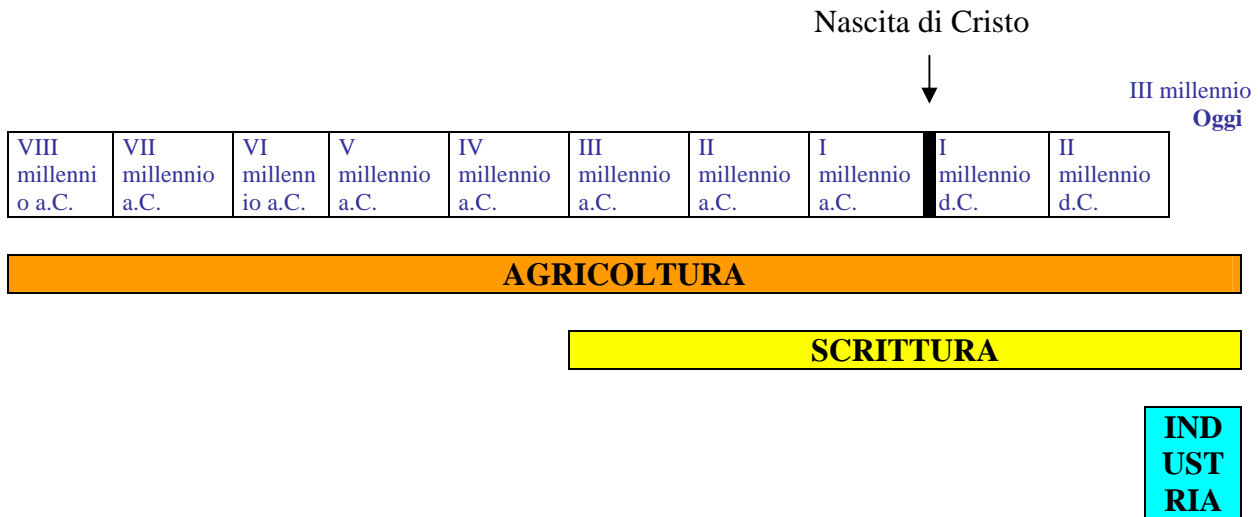 Nascita di Cristo
III millennio
Oggi
VIII
millenni
o a.C.
VII
millennio
a.C.
VI
millenn
io a.C.
V
millennio
a.C.
IV
millennio
a.C.
III
millennio
a.C.
II
millennio
a.C.
I
millennio
a.C.
I
millennio
d.C.
II
millennio
d.C.
AGRICOLTURA
SCRITTURA
IND
UST
RIA